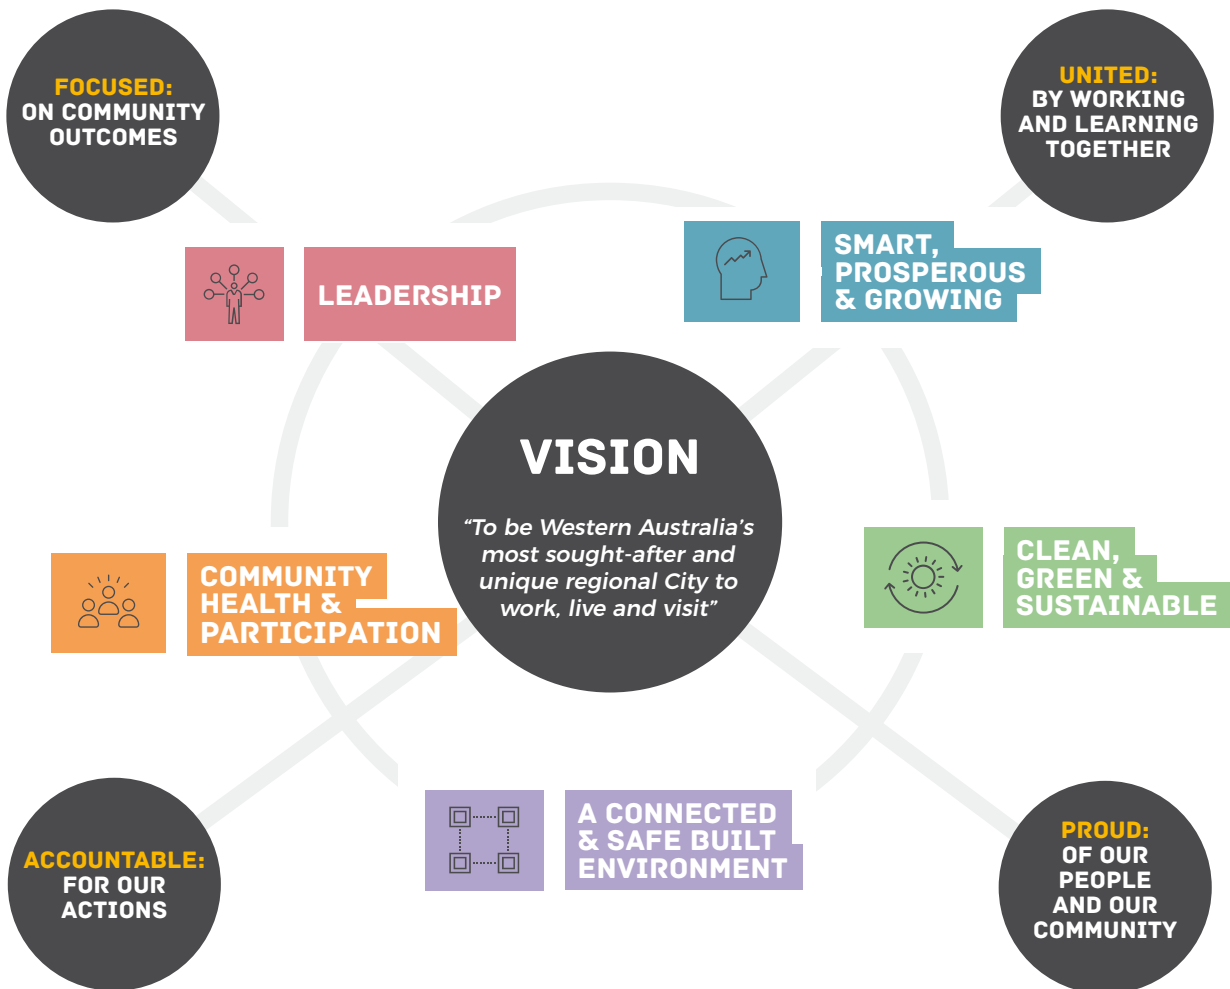 FOCUSED:
ON COMMUNITY
OUTCOMES
UNITED:
BY WORKING
AND LEARNING
TOGETHER
LEADERSHIP
SMART,
PROSPEROUS
& GROWING
VISION
“To be Western Australia’s
most sought-after and
unique regional City to
work, live and visit”
COMMUNITY
HEALTH &
PARTICIPATION
CLEAN,
GREEN &
SUSTAINABLE
A CONNECTED
& SAFE BUILT
ENVIRONMENT
ACCOUNTABLE:
FOR OUR
ACTIONS
PROUD:
OF OUR
PEOPLE
AND OUR
COMMUNITY